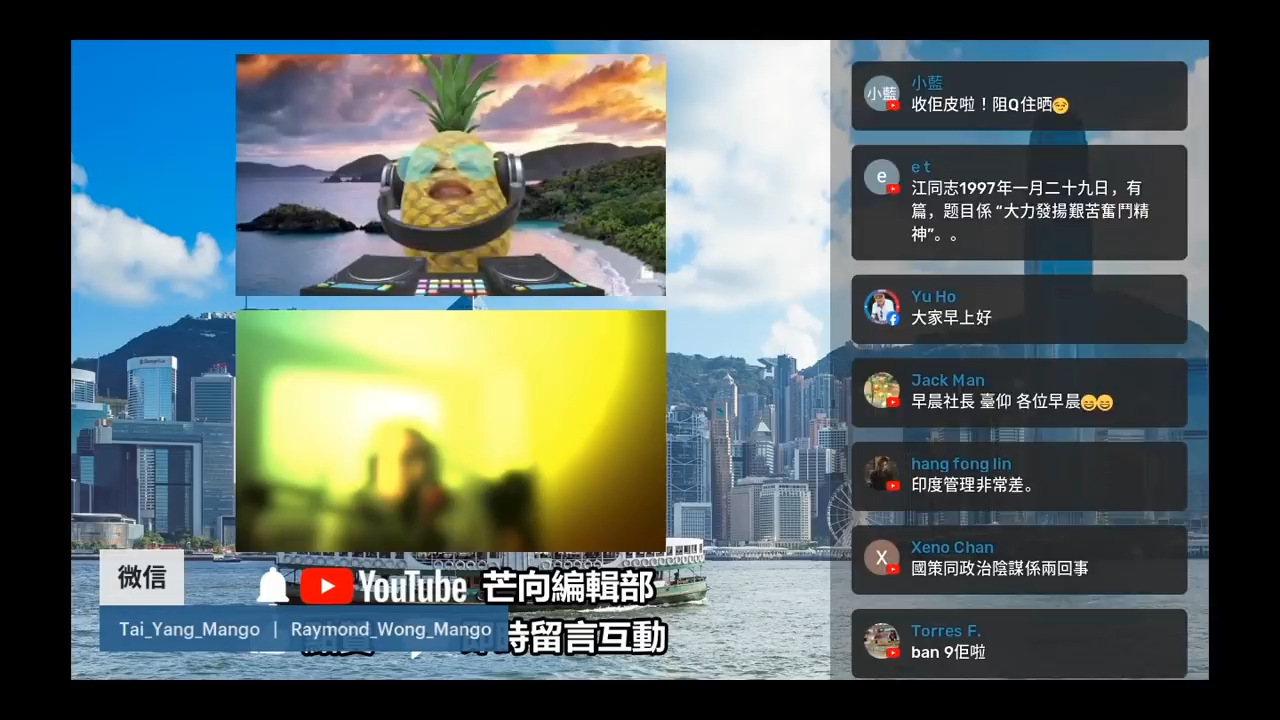 微信
Tai_Yang_Mango | Raymond_Wong_Mango
YouTube 芒向編輯部
時留言互動
小藍
小藍
收佢皮啦！阻Q住晒😏
e
e t
江同志1997年一月二十九日，有
篇，题目係 “大力發揚艱苦奮鬥精
神”。。
Yu Ho
大家早上好
Jack Man
早晨社長 臺仰 各位早晨😄😄
hang fong lin
印度管理非常差。
X
Xeno Chan
國策同政治陰謀係兩回事
Torres F.
ban 9佢啦